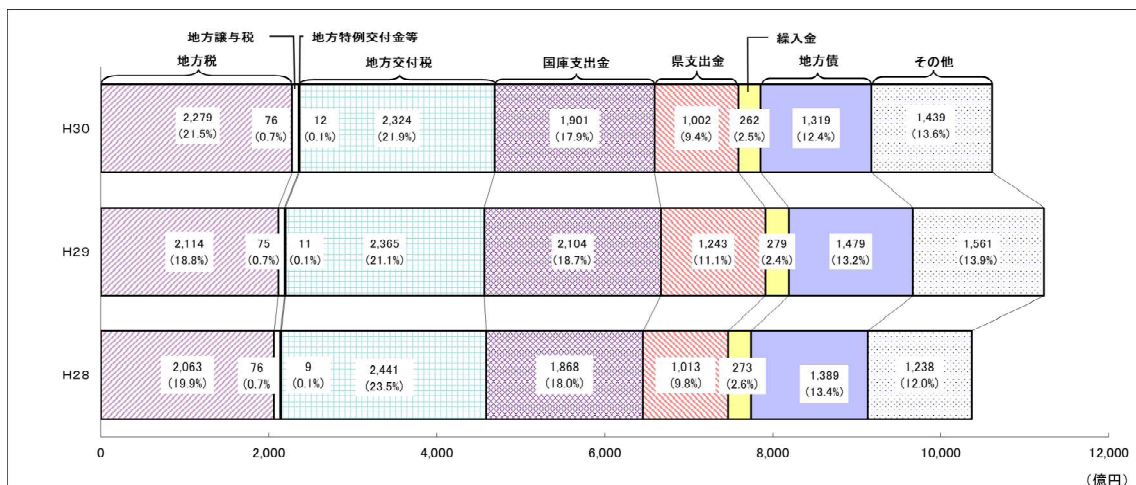 地方譲与税 地方特例交付金等 繰入金
地方税 地方交付税 国庫支出金 県支出金 地方債 その他
H30
2,279 76 12 2,324 1,901 1,002 262 1,319 1,439
(21.5%) (0.7%) (0.1%) (21.9%) (17.9%) (9.4%) (2.5%) (12.4%) (13.6%)
H29
2,114 75 11 2,365 2,104 1,243 279 1,479 1,561
(18.8%) (0.7%) (0.1%) (21.1%) (18.7%) (11.1%) (2.4%) (13.2%) (13.9%)
H28
2,063 76 9 2,441 1,868 1,013 273 1,389 1,238
(19.9%) (0.7% (0.1%) (23.5%) (18.0%) (9.8%) (2.6%) (13.4%) (12.0%)
0 2,000 4,000 6,000 8,000 10,000 12,000
(億円)